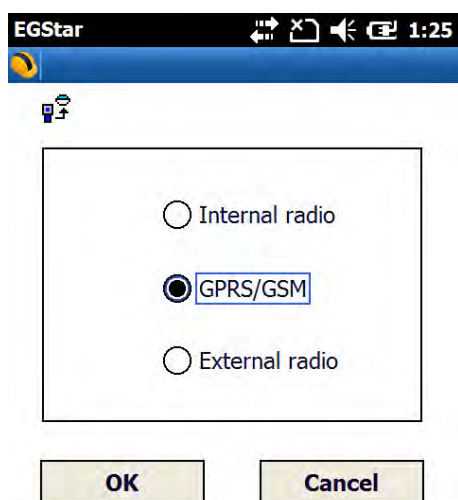 EGStar 1:25
Internal radio
GPRS/GSM
External radio
OK Cancel